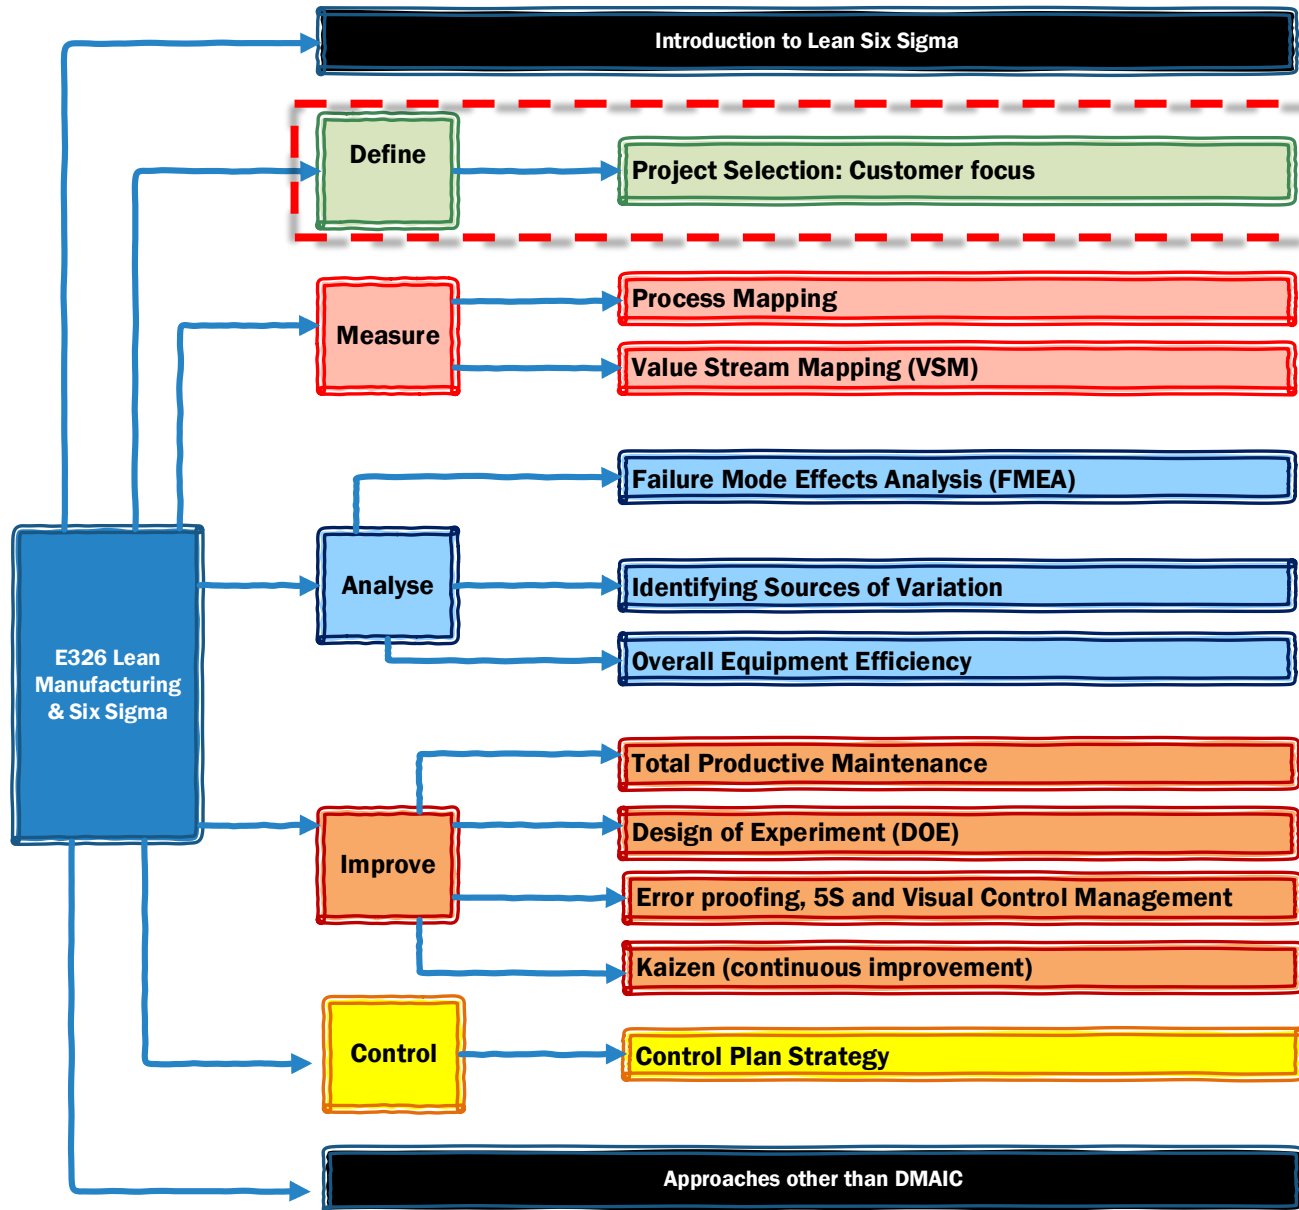 Introduction to Lean Six Sigma
Define
Project Selection: Customer focus
Measure
Process Mapping
Value Stream Mapping (VSM)
Failure Mode Effects Analysis (FMEA)
Analyse
Identifying Sources of Variation
Overall Equipment Efficiency
E326 Lean
Manufacturing
& Six Sigma
Total Productive Maintenance
Design of Experiment (DOE)
Improve
Error proofing, 5S and Visual Control Management
Kaizen (continuous improvement)
Control
Control Plan Strategy
Approaches other than DMAIC